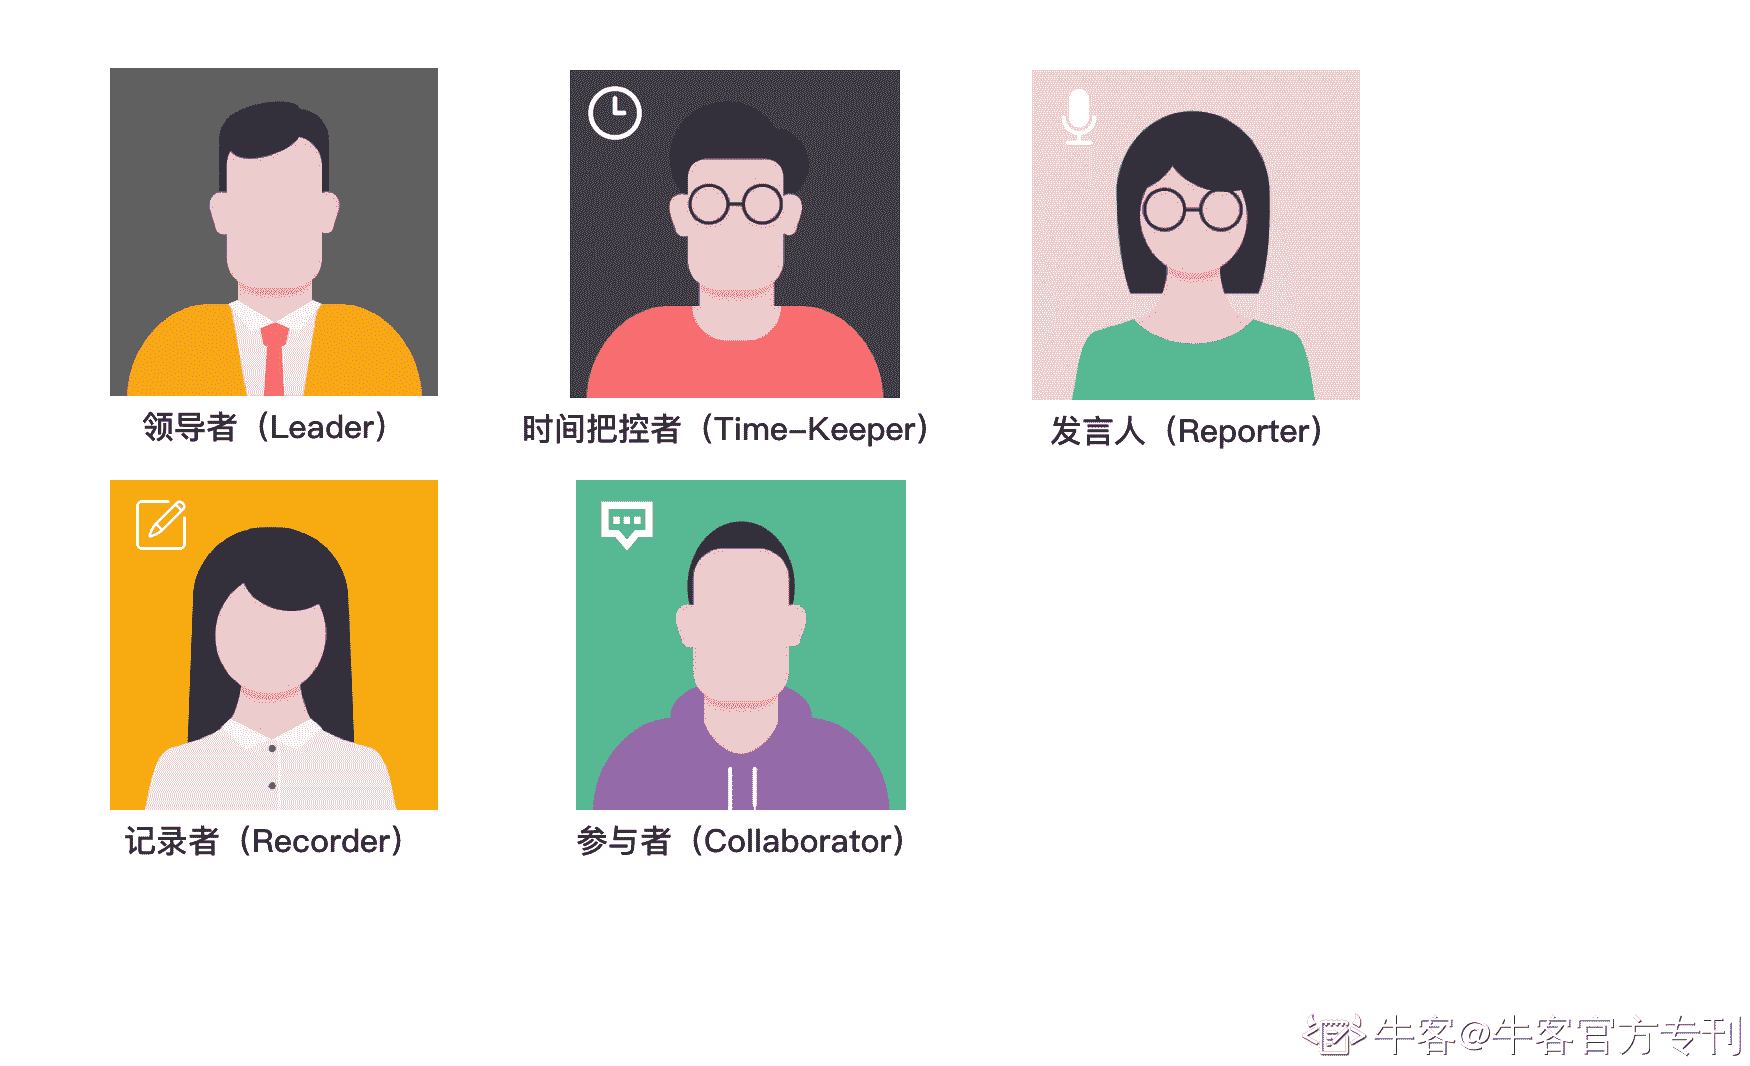 领导者（Leader）
时间把控者（Time-Keeper）
发言人（Reporter）
记录者（Recorder）
参与者（Collaborator）
牛客@牛客官方专刊